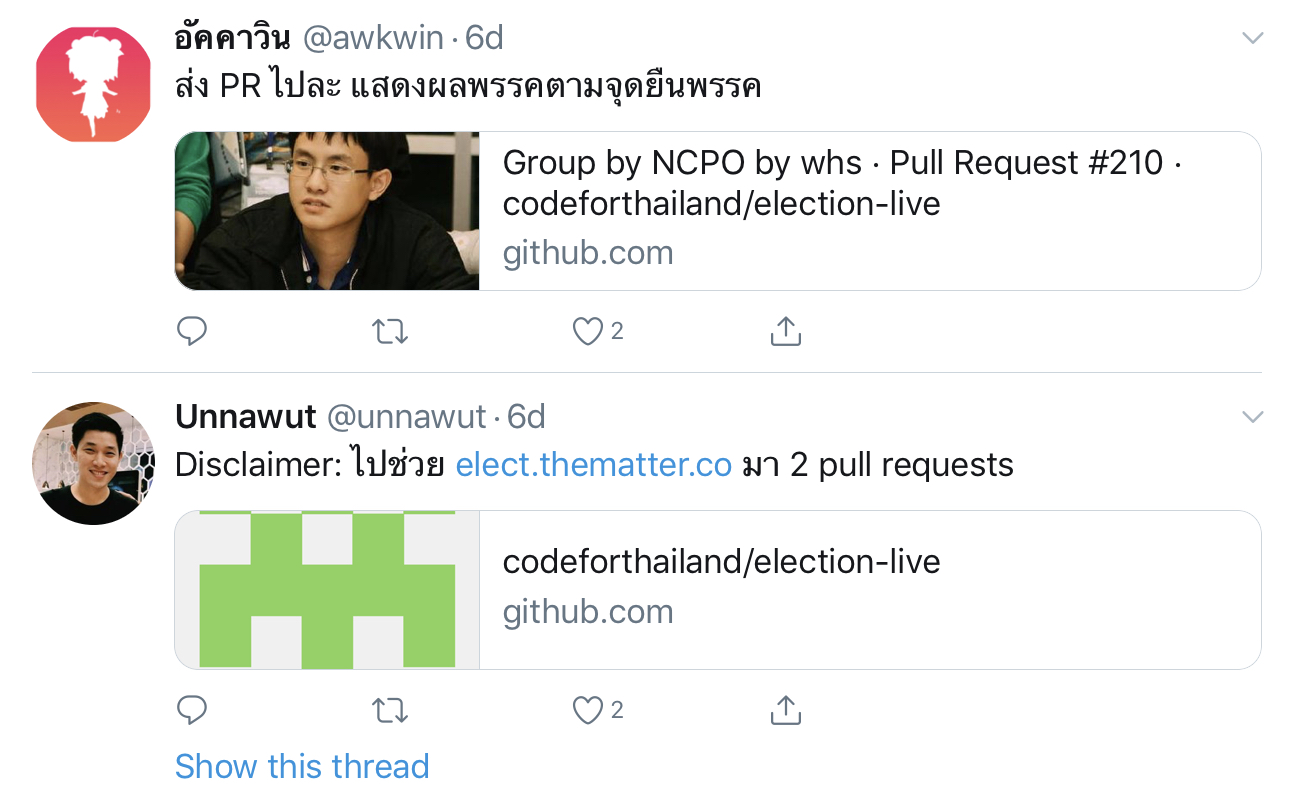 อัคคาวิน @awkwin · 6d
ส่ง PR ไปละ แสดงผลพรรคตามจุดยืนพรรค
Group by NCPO by whs · Pull Request #210 ·
codeforthailand/election-live
github.com
2
Unnawut @unnawut · 6d
Disclaimer: ไปช่วย elect.thematter.co มา 2 pull requests
codeforthailand/election-live
github.com
2
Show this thread